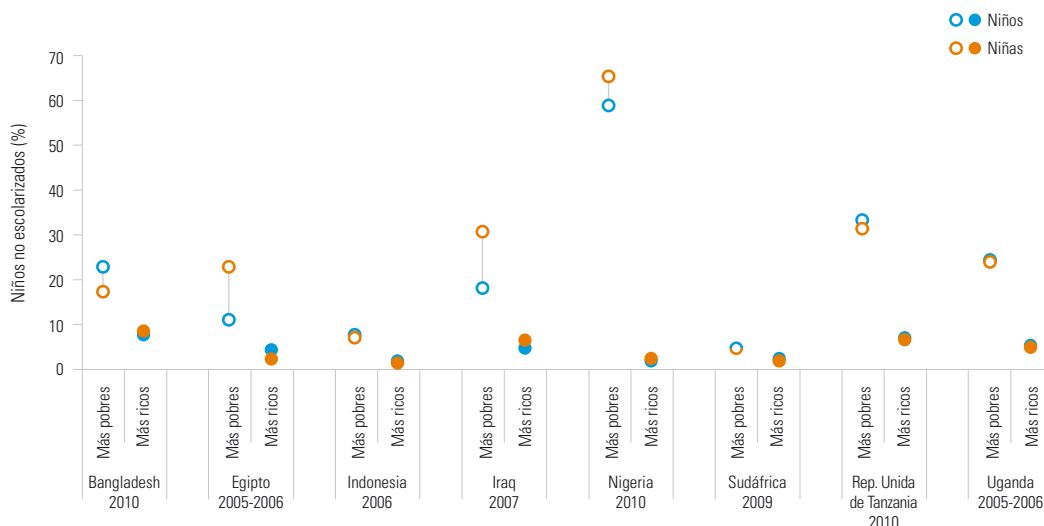 Niños
Niñas
Niños no escolarizados (%)
70
60
50
40
30
20
10
0
Más pobres
Más ricos
Más pobres
Más ricos
Más pobres
Más ricos
Más pobres
Más ricos
Más pobres
Más ricos
Más pobres
Más ricos
Más pobres
Más ricos
Más pobres
Más ricos
Bangladesh
2010
Egipto
2005-2006
Indonesia
2006
Iraq
2007
Nigeria
2010
Sudáfrica
2009
Rep. Unida
de Tanzania
2010
Uganda
2005-2006